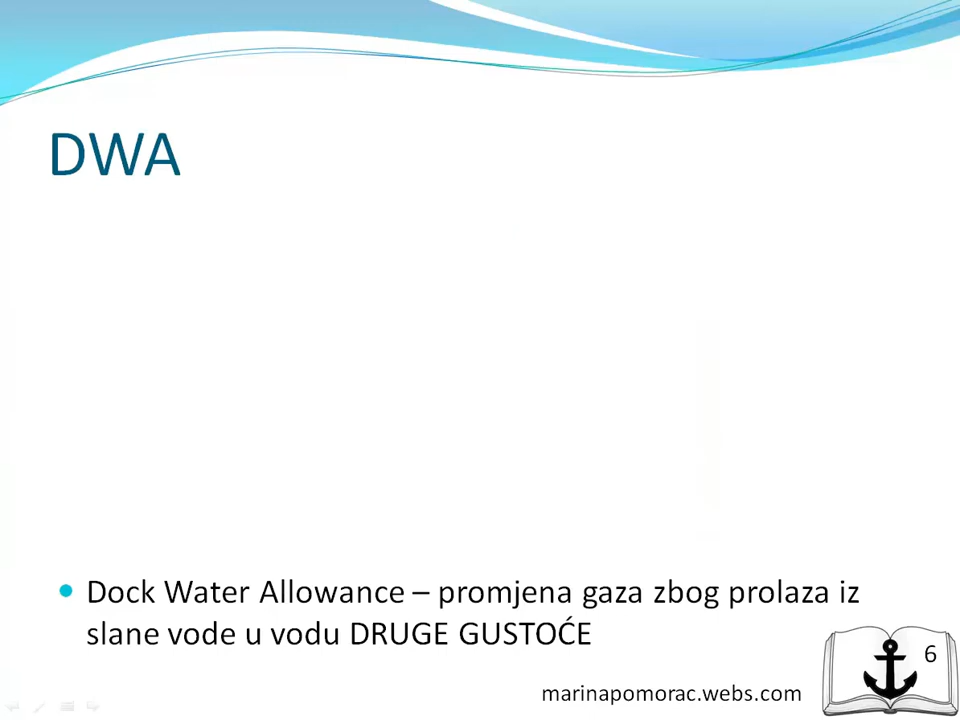 DWA
Dock Water Allowance – promjena gaza zbog prolaza iz
slane vode u vodu DRUGE GUSTOĆE
6
marinapomorac.webs.com